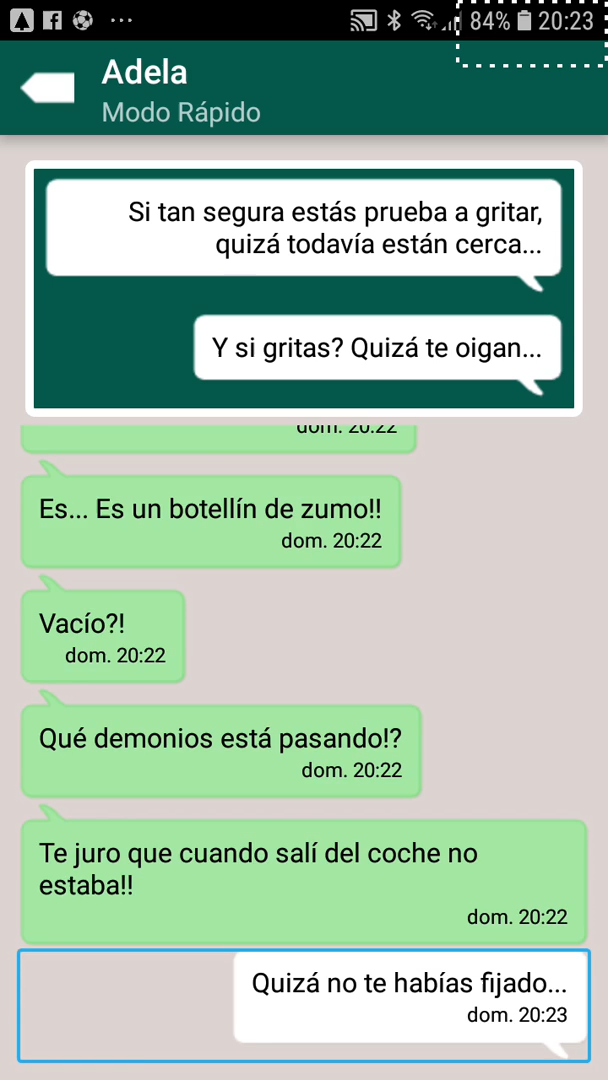 84% 20:23
Adela
Modo Rápido
Si tan segura estás prueba a gritar,
quizá todavía están cerca...
Y si gritas? Quizá te oigan...
dom. 20:22
Es... Es un botellín de zumo!!
dom. 20:22
Vacío?!
dom. 20:22
Qué demonios está pasando!?
dom. 20:22
Te juro que cuando salí del coche no
estaba!!
dom. 20:22
Quizá no te habías fijado...
dom. 20:23